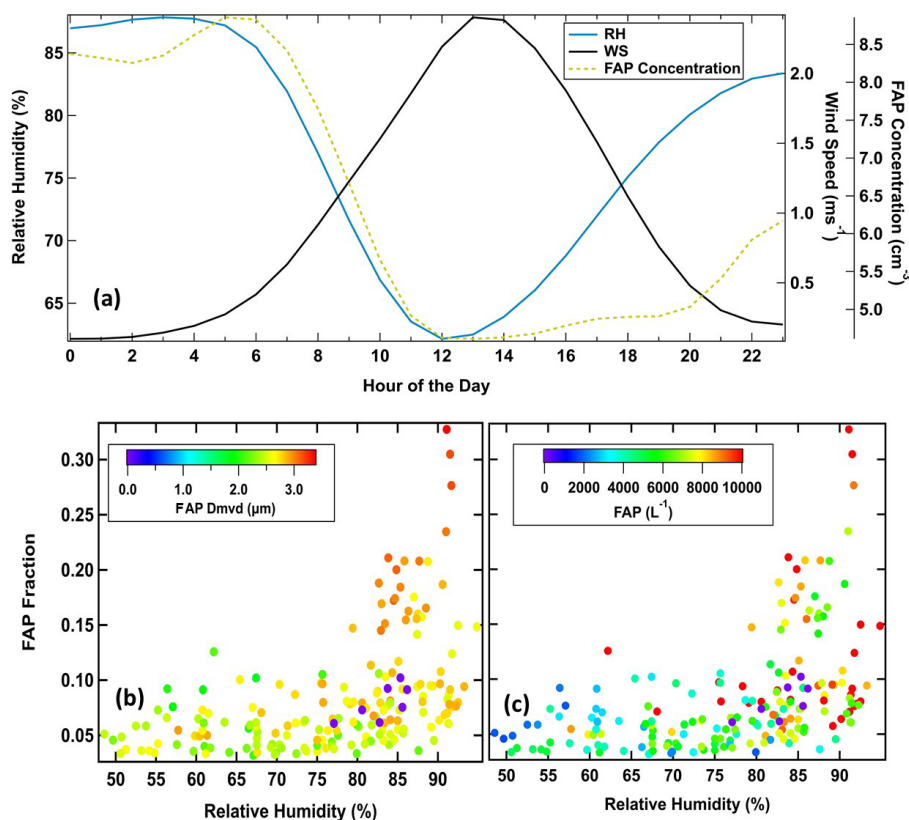 RH
WS
FAP Concentration
85
80
75
70
65
Relative Humidity (%)
2.0
1.5
1.0
0.5
Wind Speed (ms-1)
8.5
8.0
7.5
7.0
6.5
6.0
5.5
5.0
FAP Concentration (cm-3)
(a)
0 2 4 6 8 10 12 14 16 18 20 22
Hour of the Day
0.0 1.0 2.0 3.0
FAP Dmvd (µm)
0.30
0.25
0.20
0.15
0.10
0.05
FAP Fraction
(b)
50 55 60 65 70 75 80 85 90
Relative Humidity (%)
0 2000 4000 6000 8000 10000
FAP (L-1)
(c)
50 55 60 65 70 75 80 85 90
Relative Humidity (%)